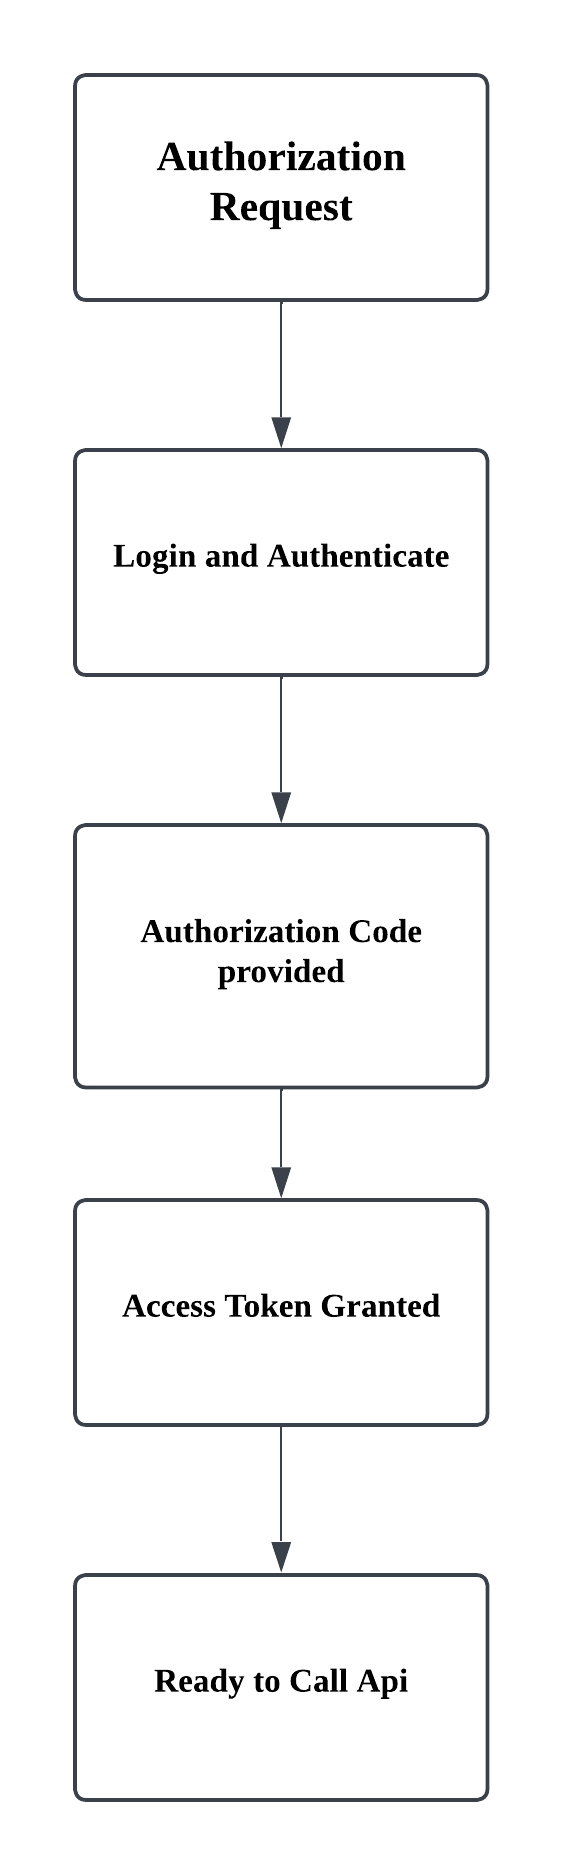 Authorization
Request
Login and Authenticate
Authorization Code
provided
Access Token Granted
Ready to Call Api